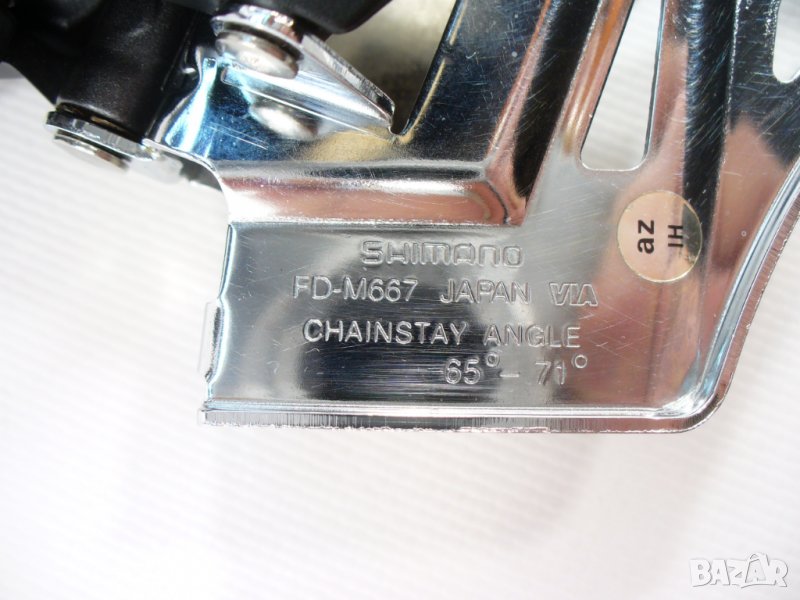 SHIMANO
FD-M667 JAPAN VIA
CHAINSTAY ANGLE
65°- 71°
az
IH
BAZAR